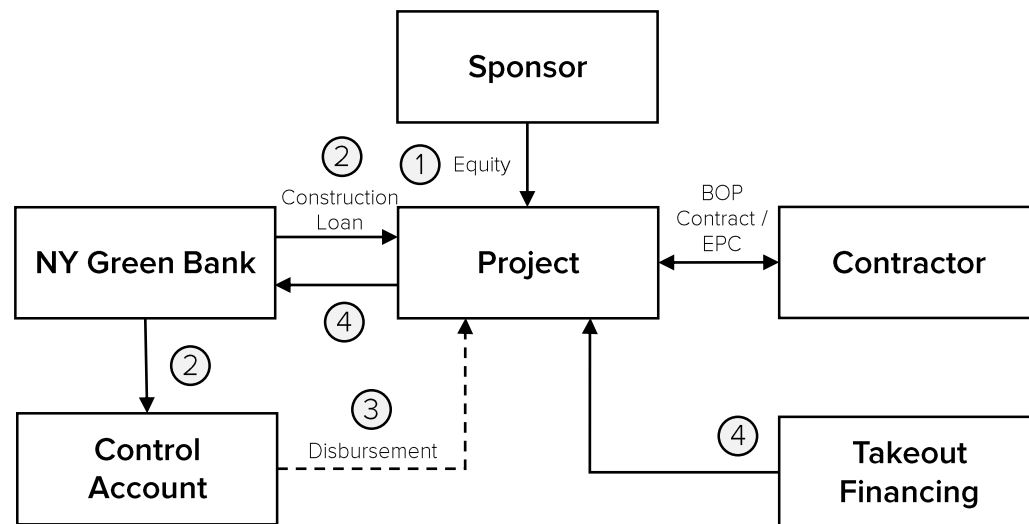 Sponsor
2
1
Equity
Construction
Loan
BOP
Contract /
EPC
NY Green Bank
Project
Contractor
4
2
3
Disbursement
4
Control
Account
Takeout
Financing